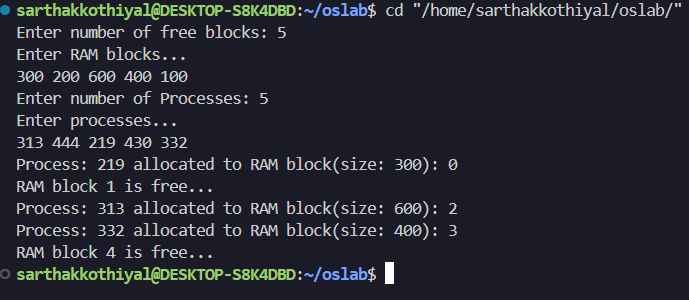 sarthakkothiyal@DESKTOP-S8K4DBD:~/oslab$ cd "/home/sarthakkothiyal/oslab/"
Enter number of free blocks: 5
Enter RAM blocks...
300 200 600 400 100
Enter number of Processes: 5
Enter processes...
313 444 219 430 332
Process: 219 allocated to RAM block(size: 300): 0
RAM block 1 is free...
Process: 313 allocated to RAM block(size: 600): 2
Process: 332 allocated to RAM block(size: 400): 3
RAM block 4 is free...
sarthakkothiyal@DESKTOP-S8K4DBD:~/oslab$